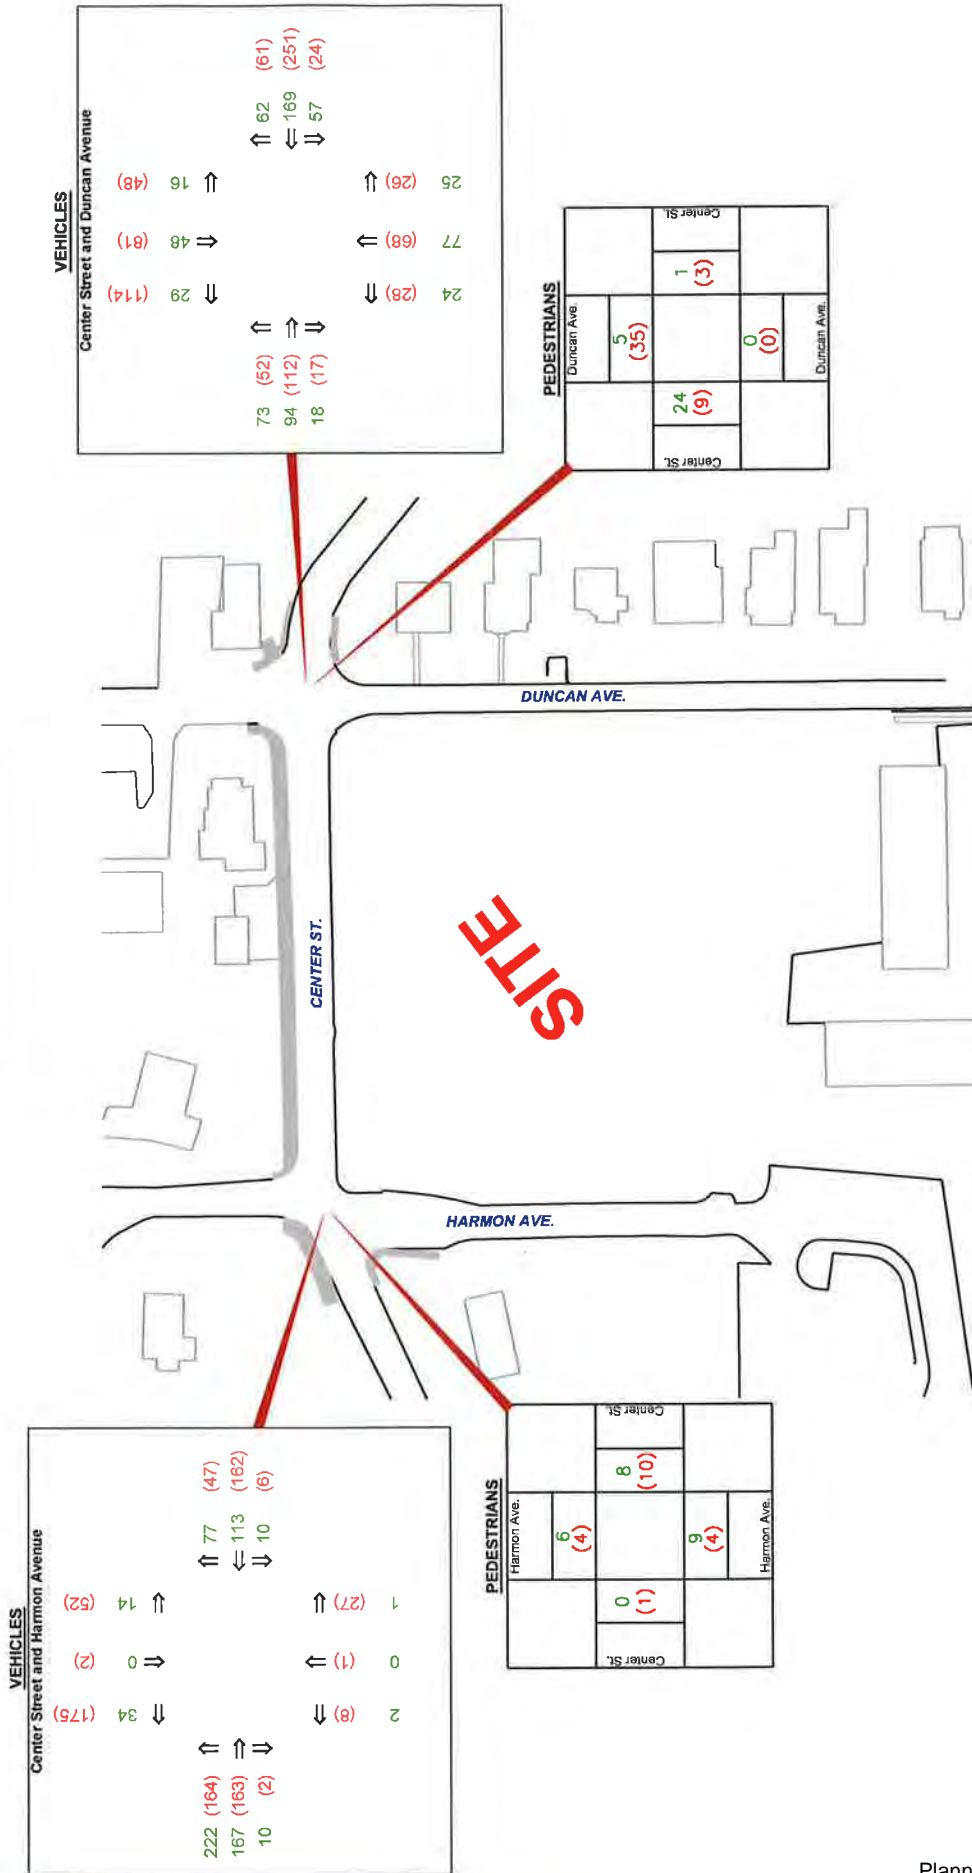 VEHICLES
Center Street and Duncan Avenue
(114) (81) (48)
29 48 16
⇓ ⇒ ⇑
73 (52) ⇐
94 (112) ⇒
18 (17) ⇒
⇐ 62 (61)
⇐ 169 (251)
⇒ 57 (24)
(28) (68) (26)
24 77 25
PEDESTRIANS
Duncan Ave.
5
(35)
Center St.
24
(9)
1
(3)
Center St.
0
(0)
Duncan Ave.
DUNCAN AVE.
CENTER ST.
SITE
HARMON AVE.
VEHICLES
Center Street and Harmon Avenue
(175) (2) (52)
34 0 14
222 (164)
167 (163)
10 (2)
77 (47)
113 (162)
10 (6)
(8) (1) (27)
2 0 1
PEDESTRIANS
Harmon Ave.
6
(4)
Center St.
0
(1)
8
(10)
Center St.
9
(4)
Harmon Ave.